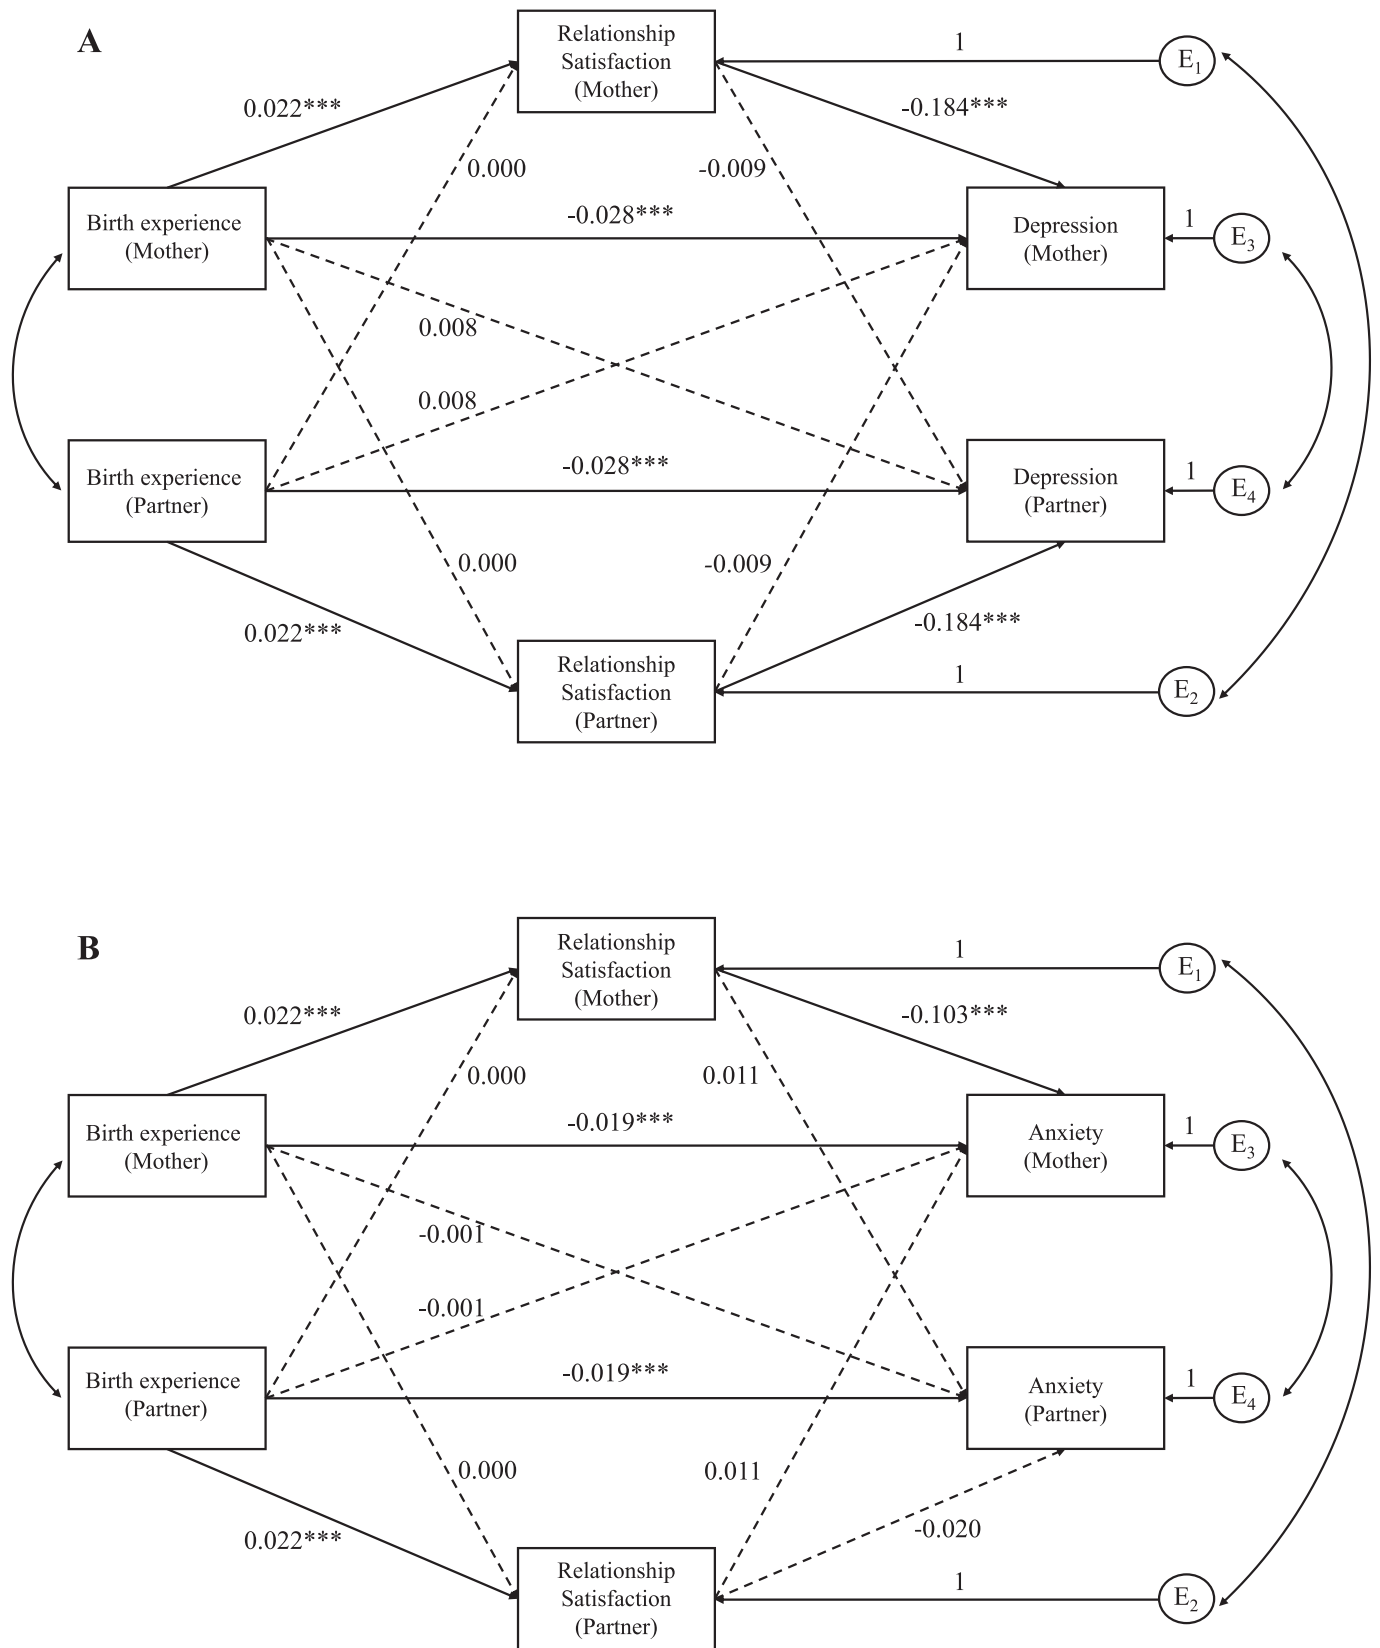 A
Relationship
Satisfaction
(Mother)
1
E1
0.022***
-0.184***
0.000
-0.009
Birth experience
(Mother)
-0.028***
Depression
(Mother)
1
E3
0.008
0.008
Birth experience
(Partner)
-0.028***
Depression
(Partner)
1
E4
0.000
-0.009
0.022***
-0.184***
Relationship
Satisfaction
(Partner)
1
E2
B
Relationship
Satisfaction
(Mother)
1
E1
0.022***
-0.103***
0.000
0.011
Birth experience
(Mother)
-0.019***
Anxiety
(Mother)
1
E3
-0.001
-0.001
Birth experience
(Partner)
-0.019***
Anxiety
(Partner)
1
E4
0.000
0.011
0.022***
-0.020
Relationship
Satisfaction
(Partner)
1
E2